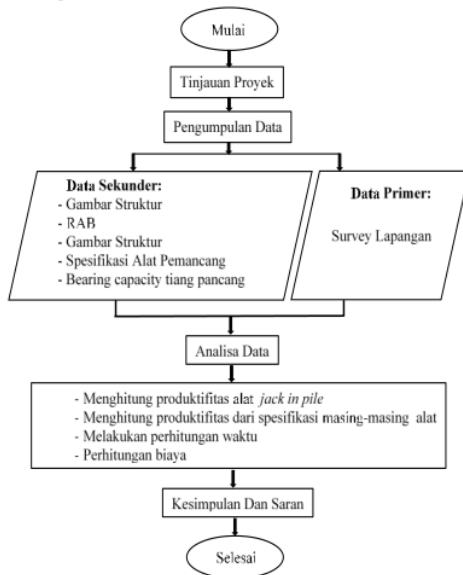 Mulai
Tinjauan Proyek
Pengumpulan Data
Data Sekunder:
- Gambar Struktur
- RAB
- Gambar Struktur
- Spesifikasi Alat Pemancang
- Bearing capacity tiang pancang
Data Primer:
Survey Lapangan
Analisa Data
- Menghitung produktifitas alat jack in pile
- Menghitung produktifitas dari spesifikasi masing-masing alat
- Melakukan perhitungan waktu
- Perhitungan biaya
Kesimpulan Dan Saran
Selesai